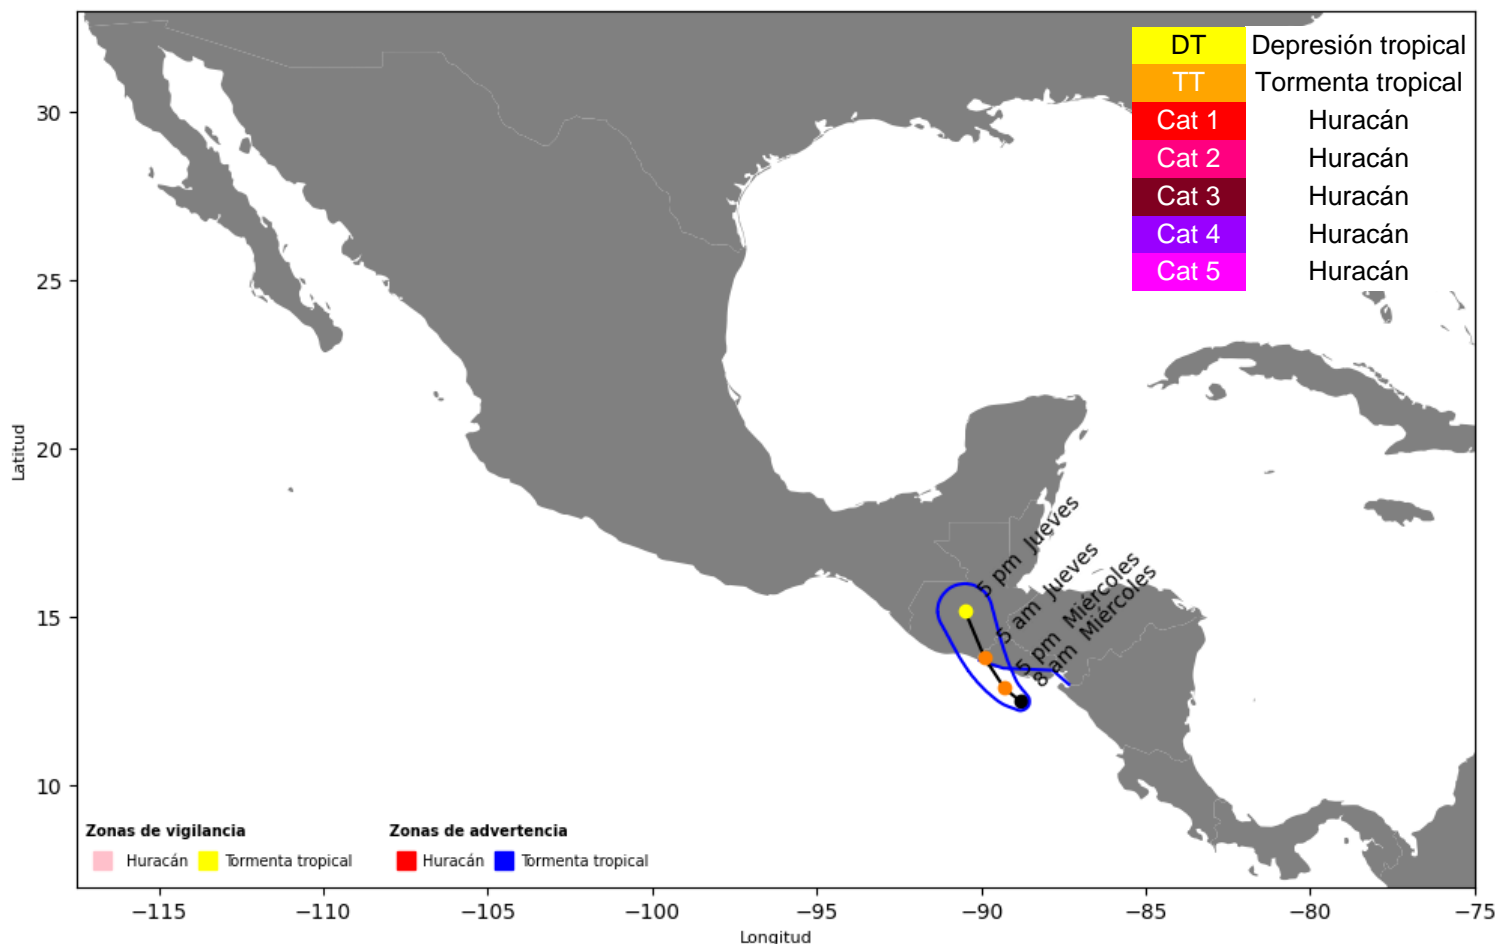 DT Depresión tropical
TT Tormenta tropical
Cat 1 Huracán
Cat 2 Huracán
Cat 3 Huracán
Cat 4 Huracán
Cat 5 Huracán
30
25
20
15
10
Latitud
5 pm Jueves
5 am Jueves
5 pm Miércoles
8 am Miércoles
Zonas de vigilancia
Huracán Tormenta tropical
Zonas de advertencia
Huracán Tormenta tropical
−115 −110 −105 −100 −95 −90 −85 −80 −75
Longitud